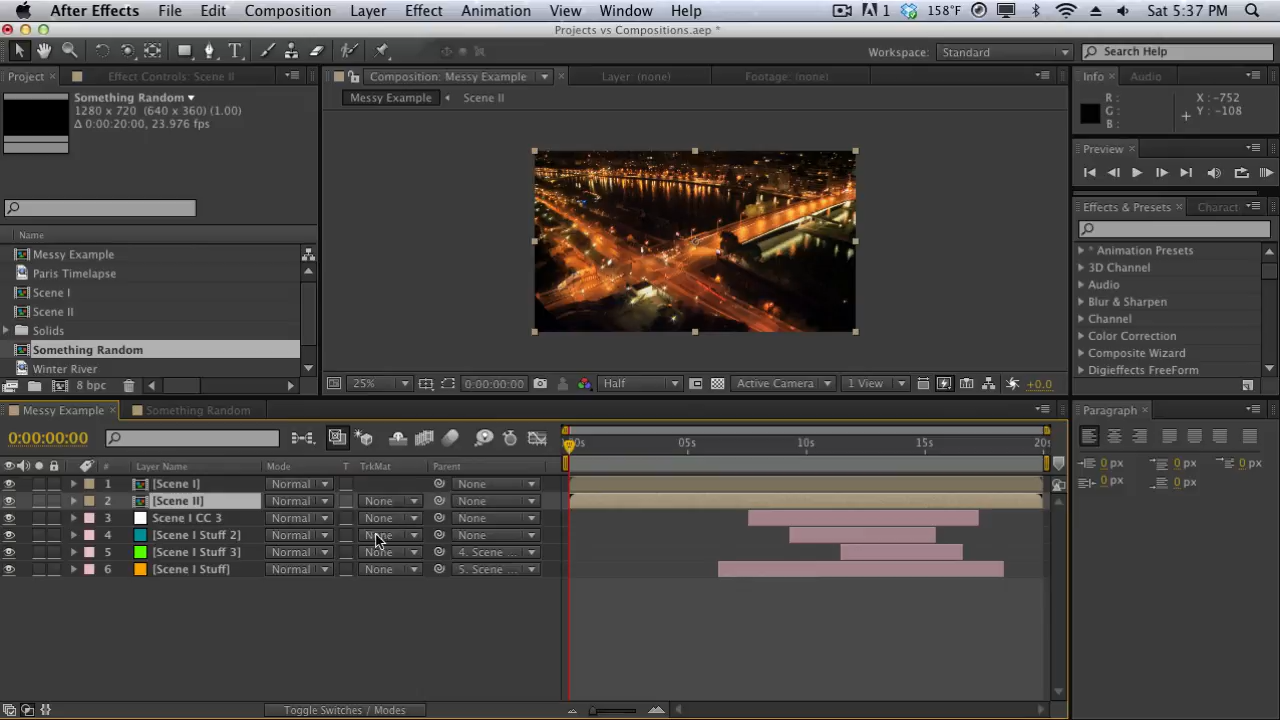 After Effects File Edit Composition Layer Effect Animation View Window Help 1 158°F Sat 5:37 PM
Projects vs Compositions.aep *
Workspace: Standard Search Help
Project Effect Controls: Scene II Composition: Messy Example Layer: (none) Footage: (none) Info Audio
Something Random
1280 x 720 (640 x 360) (1.00)
Δ 0:00:20:00, 23.976 fps
Messy Example Scene II
R:
G:
B:
X: -752
Y: -108
Preview
Effects & Presets Charact
Name
Messy Example
Paris Timelapse
Scene I
Scene II
Solids
Something Random
Winter River
* Animation Presets
3D Channel
Audio
Blur & Sharpen
Channel
Color Correction
Composite Wizard
Digieffects FreeForm
8 bpc
25% 0:00:00:00 Half Active Camera 1 View +0.0
Messy Example Something Random
Paragraph
0:00:00:00
05s 10s 15s 20s
# Layer Name Mode T TrkMat Parent
1 [Scene I] Normal None
2 [Scene II] Normal None None
3 Scene I CC 3 Normal None None
4 [Scene I Stuff 2] Normal None None
5 [Scene I Stuff 3] Normal None 4. Scene ...
6 [Scene I Stuff] Normal None 5. Scene ...
0 px 0 px 0 px
0 px 0 px
Toggle Switches / Modes